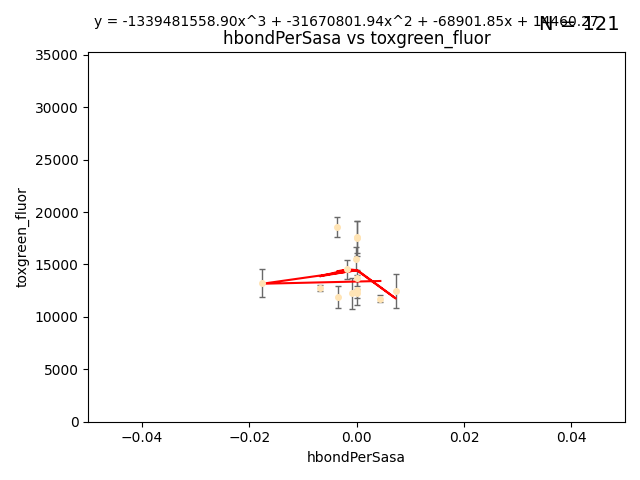 y = -1339481558.90x^3 + -31670801.94x^2 + -68901.85x + 14460.27
N = 121
hbondPerSasa vs toxgreen_fluor
35000
30000
25000
20000
15000
10000
5000
0
toxgreen_fluor
−0.04
−0.02
0.00
0.02
0.04
hbondPerSasa